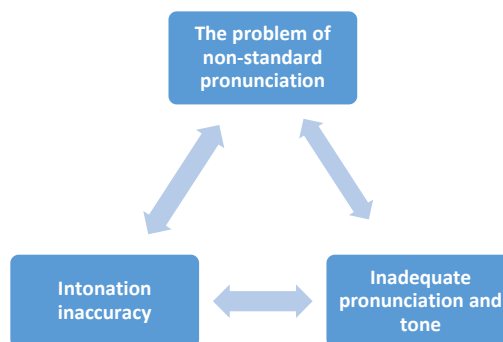 The problem of
non-standard
pronunciation
Intonation
inaccuracy
Inadequate
pronunciation and
tone